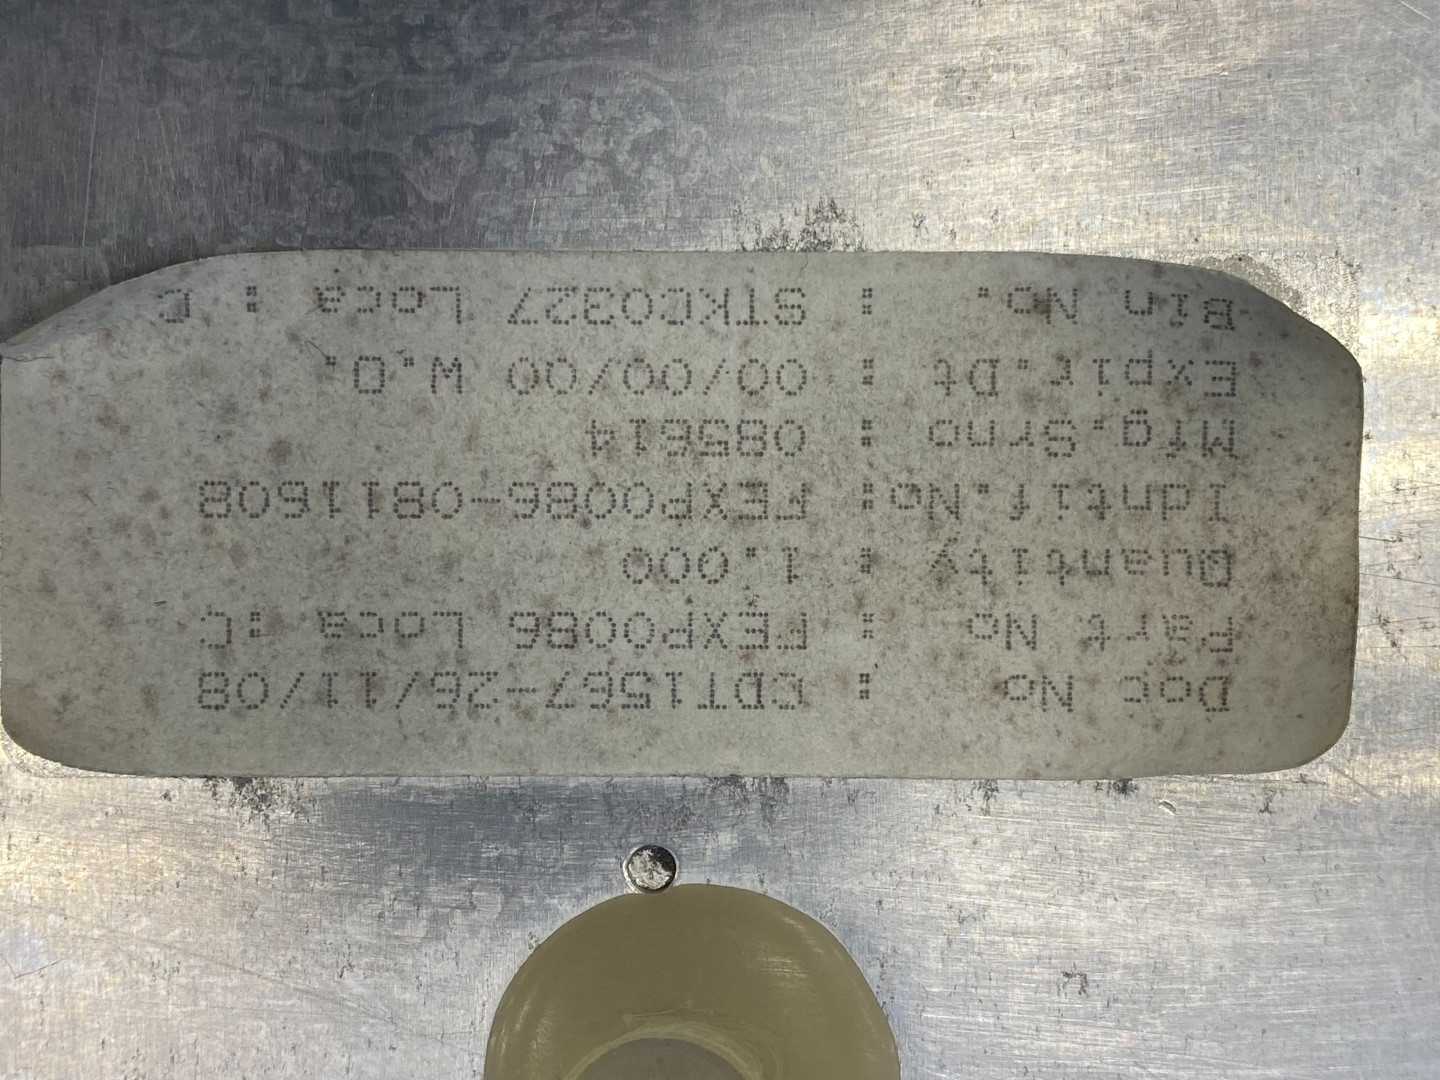 Doc No : CDT1567-26/11/08
Part No : FEXP0086 Loca :C
Quantity : 1.000
Idntif.No: FEXP0086-0811608
Mfg.Srno : 085614
Expir.Dt : 00/00/00 W.O.
Bin No. : STKC0327 Loca : C